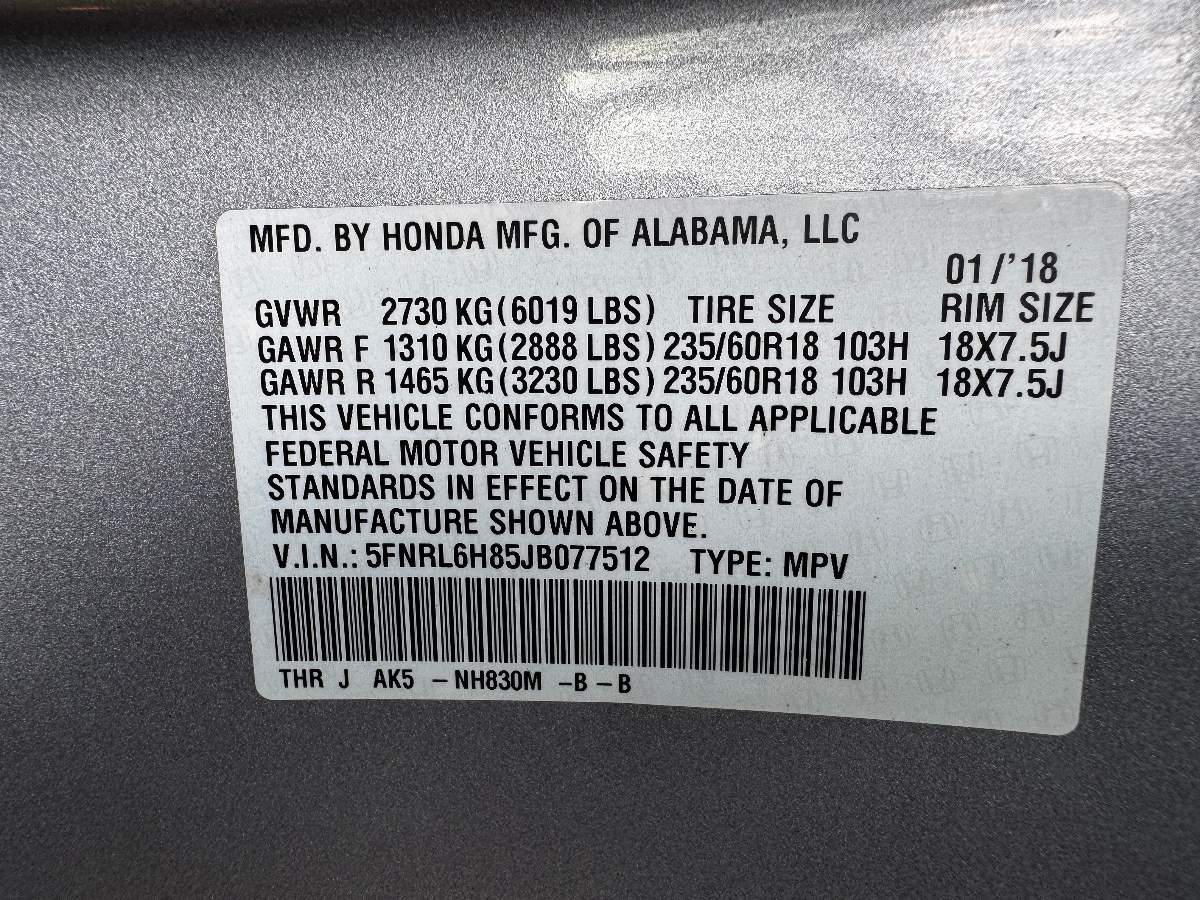 MFD. BY HONDA MFG. OF ALABAMA, LLC
01/'18
GVWR 2730 KG(6019 LBS) TIRE SIZE RIM SIZE
GAWR F 1310 KG(2888 LBS) 235/60R18 103H 18X7.5J
GAWR R 1465 KG(3230 LBS) 235/60R18 103H 18X7.5J
THIS VEHICLE CONFORMS TO ALL APPLICABLE
FEDERAL MOTOR VEHICLE SAFETY
STANDARDS IN EFFECT ON THE DATE OF
MANUFACTURE SHOWN ABOVE.
V.I.N.: 5FNRL6H85JB077512 TYPE: MPV
THR J AK5 -NH830M -B -B